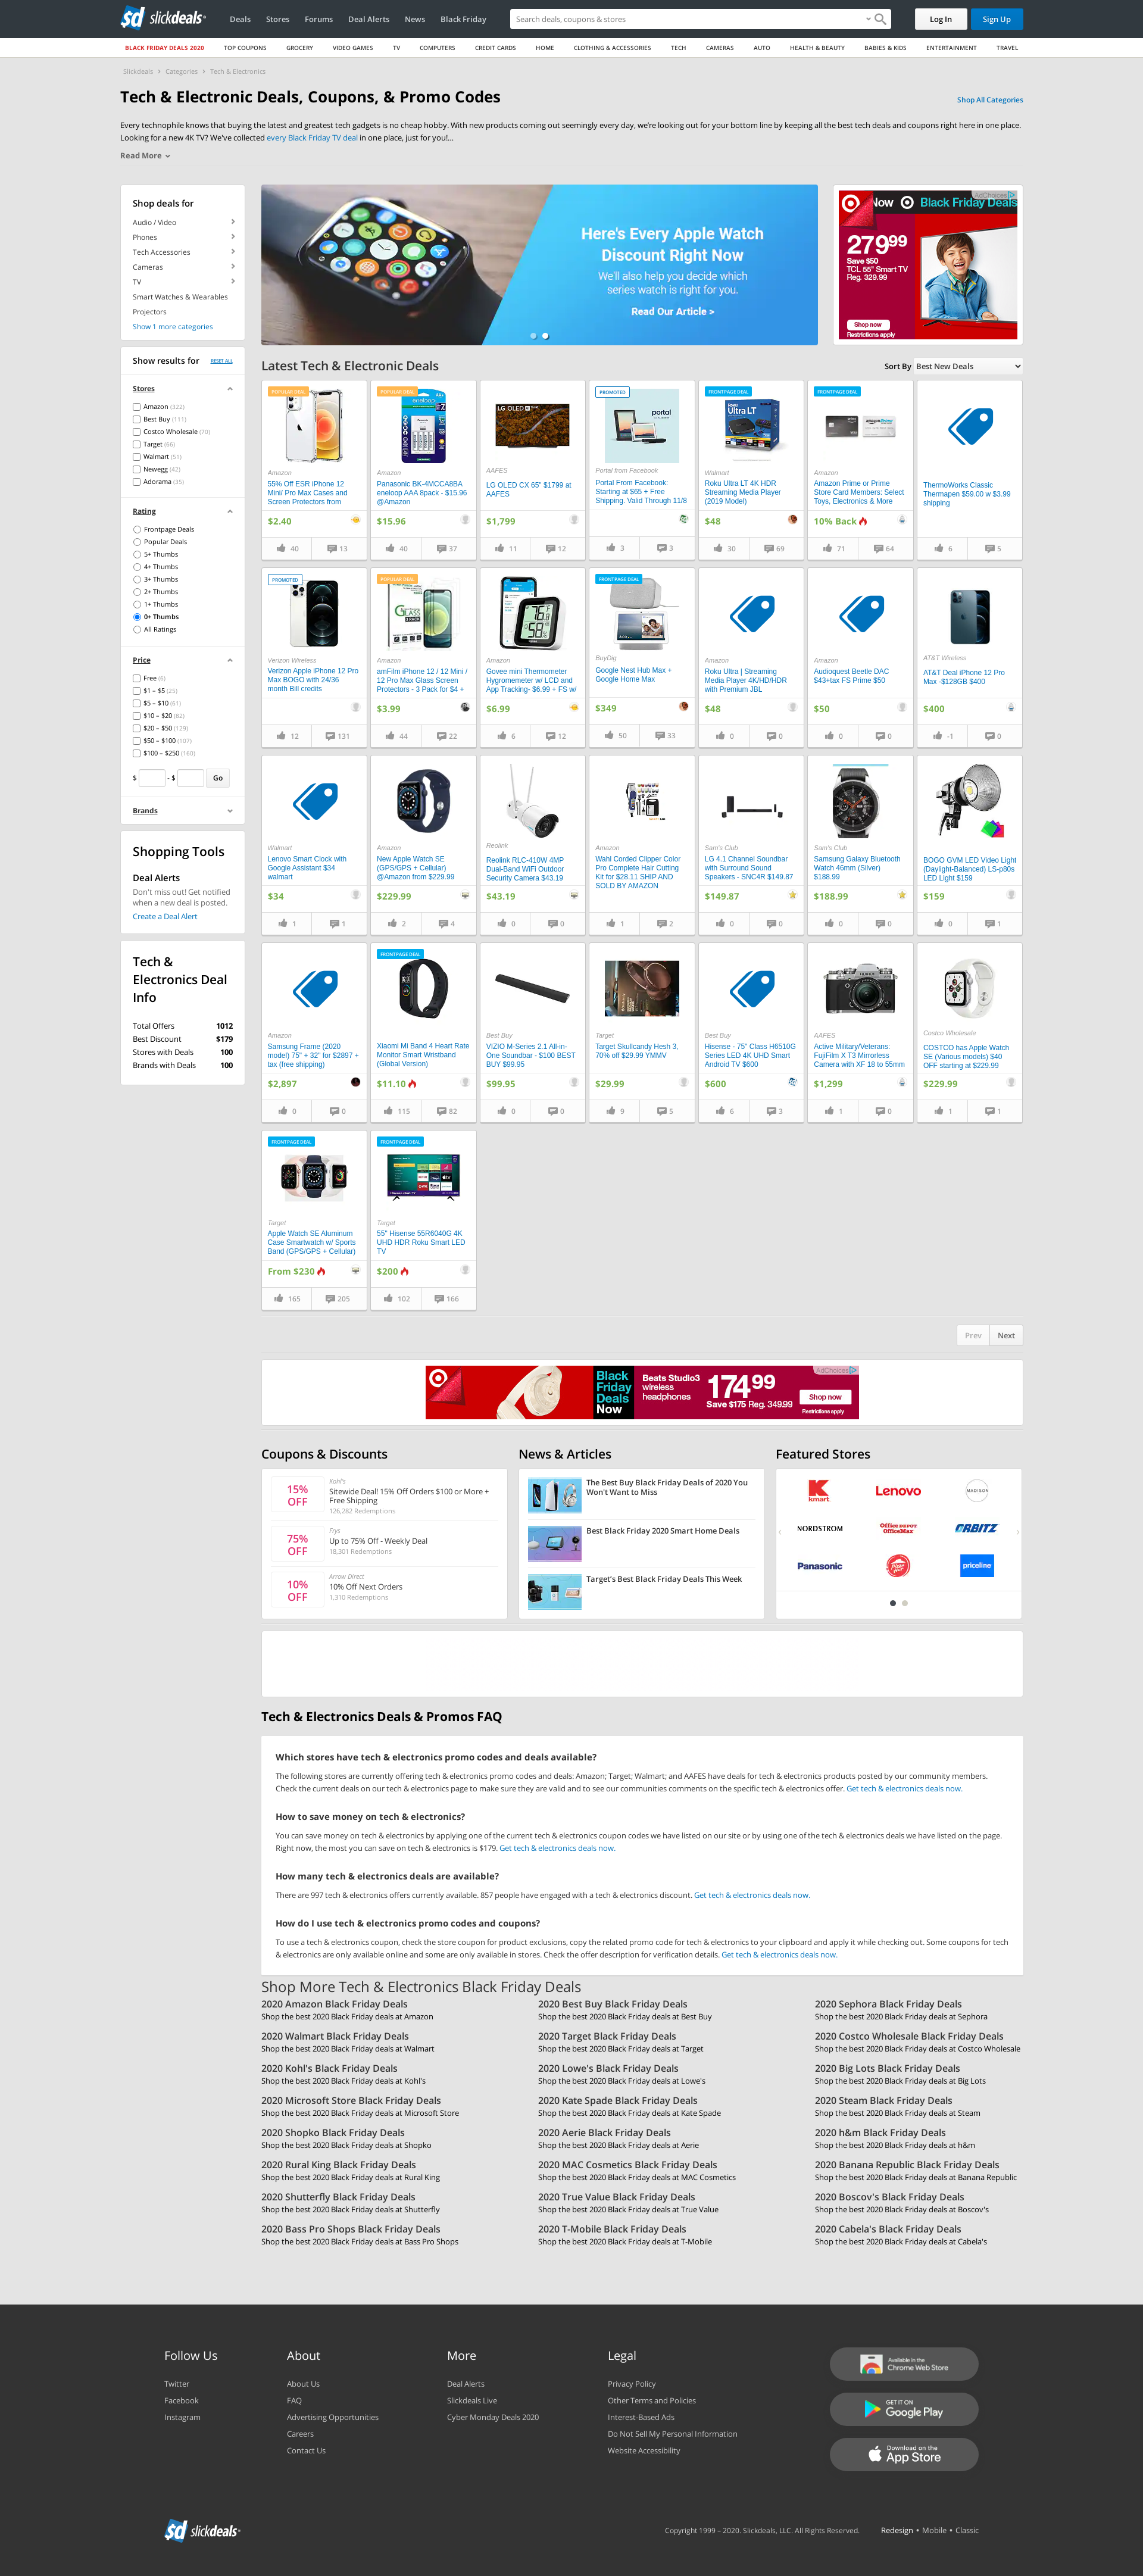 sd slickdeals
Deals Stores Forums Deal Alerts News Black Friday
Search deals, coupons & stores
Log In
Sign Up
BLACK FRIDAY DEALS 2020 TOP COUPONS GROCERY VIDEO GAMES TV COMPUTERS CREDIT CARDS HOME CLOTHING & ACCESSORIES TECH CAMERAS AUTO HEALTH & BEAUTY BABIES & KIDS ENTERTAINMENT TRAVEL
Slickdeals › Categories › Tech & Electronics
Tech & Electronic Deals, Coupons, & Promo Codes
Shop All Categories
Every technophile knows that buying the latest and greatest tech gadgets is no cheap hobby. With new products coming out seemingly every day, we're looking out for your bottom line by keeping all the best tech deals and coupons right here in one place.
Looking for a new 4K TV? We've collected every Black Friday TV deal in one place, just for you!...
Read More
Shop deals for
Audio / Video
Phones
Tech Accessories
Cameras
TV
Smart Watches & Wearables
Projectors
Show 1 more categories
Show results for
RESET ALL
Stores
Amazon (322)
Best Buy (111)
Costco Wholesale (70)
Target (66)
Walmart (51)
Newegg (42)
Adorama (35)
Rating
Frontpage Deals
Popular Deals
5+ Thumbs
4+ Thumbs
3+ Thumbs
2+ Thumbs
1+ Thumbs
0+ Thumbs
All Ratings
Price
Free (6)
$1 – $5 (25)
$5 – $10 (61)
$10 – $20 (82)
$20 – $50 (129)
$50 – $100 (107)
$100 – $250 (160)
$ - $ Go
Brands
Shopping Tools
Deal Alerts
Don't miss out! Get notified
when a new deal is posted.
Create a Deal Alert
Tech &
Electronics Deal
Info
Total Offers 1012
Best Discount $179
Stores with Deals 100
Brands with Deals 100
Here's Every Apple Watch
Discount Right Now
We'll also help you decide which
series watch is right for you.
Read Our Article >
AdChoices
Now Black Friday Deals
279 99
Save $50
TCL 55" Smart TV
Reg. 329.99
Shop now
Restrictions apply
Latest Tech & Electronic Deals
Sort By Best New Deals
POPULAR DEAL
Amazon
55% Off ESR iPhone 12
Mini/ Pro Max Cases and
Screen Protectors from
$2.40
40 13
POPULAR DEAL
Amazon
Panasonic BK-4MCCA8BA
eneloop AAA 8pack - $15.96
@Amazon
$15.96
40 37
AAFES
LG OLED CX 65" $1799 at
AAFES
$1,799
11 12
PROMOTED
portal
Portal from Facebook
Portal From Facebook:
Starting at $65 + Free
Shipping. Valid Through 11/8
3 3
FRONTPAGE DEAL
Roku
Ultra LT
Walmart
Roku Ultra LT 4K HDR
Streaming Media Player
(2019 Model)
$48
30 69
FRONTPAGE DEAL
Amazon
Amazon Prime or Prime
Store Card Members: Select
Toys, Electronics & More
10% Back
71 64
ThermoWorks Classic
Thermapen $59.00 w $3.99
shipping
6 5
PROMOTED
Verizon Wireless
Verizon Apple iPhone 12 Pro
Max BOGO with 24/36
month Bill credits
12 131
POPULAR DEAL
GLASS
Amazon
amFilm iPhone 12 / 12 Mini /
12 Pro Max Glass Screen
Protectors - 3 Pack for $4 +
$3.99
44 22
Amazon
Govee mini Thermometer
Hygromemeter w/ LCD and
App Tracking- $6.99 + FS w/
$6.99
6 12
FRONTPAGE DEAL
BuyDig
Google Nest Hub Max +
Google Home Max
$349
50 33
Amazon
Roku Ultra | Streaming
Media Player 4K/HD/HDR
with Premium JBL
$48
0 0
Amazon
Audioquest Beetle DAC
$43+tax FS Prime $50
$50
0 0
AT&T Wireless
AT&T Deal iPhone 12 Pro
Max -$128GB $400
$400
-1 0
Walmart
Lenovo Smart Clock with
Google Assistant $34
walmart
$34
1 1
Amazon
New Apple Watch SE
(GPS/GPS + Cellular)
@Amazon from $229.99
$229.99
2 4
Reolink
Reolink RLC-410W 4MP
Dual-Band WiFi Outdoor
Security Camera $43.19
$43.19
0 0
Amazon
Wahl Corded Clipper Color
Pro Complete Hair Cutting
Kit for $28.11 SHIP AND
SOLD BY AMAZON
1 2
Sam's Club
LG 4.1 Channel Soundbar
with Surround Sound
Speakers - SNC4R $149.87
$149.87
0 0
Sam's Club
Samsung Galaxy Bluetooth
Watch 46mm (Silver)
$188.99
$188.99
0 0
BOGO GVM LED Video Light
(Daylight-Balanced) LS-p80s
LED Light $159
$159
0 1
Amazon
Samsung Frame (2020
model) 75" + 32" for $2897 +
tax (free shipping)
$2,897
0 0
FRONTPAGE DEAL
Xiaomi Mi Band 4 Heart Rate
Monitor Smart Wristband
(Global Version)
$11.10
115 82
Best Buy
VIZIO M-Series 2.1 All-in-
One Soundbar - $100 BEST
BUY $99.95
$99.95
0 0
Target
Target Skullcandy Hesh 3,
70% off $29.99 YMMV
$29.99
9 5
Best Buy
Hisense - 75" Class H6510G
Series LED 4K UHD Smart
Android TV $600
$600
6 3
AAFES
Active Military/Veterans:
FujiFilm X T3 Mirrorless
Camera with XF 18 to 55mm
$1,299
1 0
Costco Wholesale
COSTCO has Apple Watch
SE (Various models) $40
OFF starting at $229.99
$229.99
1 1
FRONTPAGE DEAL
Target
Apple Watch SE Aluminum
Case Smartwatch w/ Sports
Band (GPS/GPS + Cellular)
From $230
165 205
FRONTPAGE DEAL
Target
55" Hisense 55R6040G 4K
UHD HDR Roku Smart LED
TV
$200
102 166
Prev Next
Black
Friday
Deals
Now
Beats Studio3
wireless
headphones
174 99
Save $175 Reg. 349.99
AdChoices
Shop now
Restrictions apply
Coupons & Discounts
15%
OFF
Kohl's
Sitewide Deal! 15% Off Orders $100 or More +
Free Shipping
126,282 Redemptions
75%
OFF
Frys
Up to 75% Off - Weekly Deal
18,301 Redemptions
10%
OFF
Arrow Direct
10% Off Next Orders
1,310 Redemptions
News & Articles
The Best Buy Black Friday Deals of 2020 You
Won't Want to Miss
Best Black Friday 2020 Smart Home Deals
Target's Best Black Friday Deals This Week
Featured Stores
kmart
Lenovo
MADISON
NORDSTROM
Office DEPOT
OfficeMax
ORBITZ
Panasonic
Pizza Hut
priceline
Tech & Electronics Deals & Promos FAQ
Which stores have tech & electronics promo codes and deals available?
The following stores are currently offering tech & electronics promo codes and deals: Amazon; Target; Walmart; and AAFES have deals for tech & electronics products posted by our community members.
Check the current deals on our tech & electronics page to make sure they are valid and to see our communities comments on the specific tech & electronics offer. Get tech & electronics deals now.
How to save money on tech & electronics?
You can save money on tech & electronics by applying one of the current tech & electronics coupon codes we have listed on our site or by using one of the tech & electronics deals we have listed on the page.
Right now, the most you can save on tech & electronics is $179. Get tech & electronics deals now.
How many tech & electronics deals are available?
There are 997 tech & electronics offers currently available. 857 people have engaged with a tech & electronics discount. Get tech & electronics deals now.
How do I use tech & electronics promo codes and coupons?
To use a tech & electronics coupon, check the store coupon for product exclusions, copy the related promo code for tech & electronics to your clipboard and apply it while checking out. Some coupons for tech
& electronics are only available online and some are only available in stores. Check the offer description for verification details. Get tech & electronics deals now.
Shop More Tech & Electronics Black Friday Deals
2020 Amazon Black Friday Deals
Shop the best 2020 Black Friday deals at Amazon
2020 Best Buy Black Friday Deals
Shop the best 2020 Black Friday deals at Best Buy
2020 Sephora Black Friday Deals
Shop the best 2020 Black Friday deals at Sephora
2020 Walmart Black Friday Deals
Shop the best 2020 Black Friday deals at Walmart
2020 Target Black Friday Deals
Shop the best 2020 Black Friday deals at Target
2020 Costco Wholesale Black Friday Deals
Shop the best 2020 Black Friday deals at Costco Wholesale
2020 Kohl's Black Friday Deals
Shop the best 2020 Black Friday deals at Kohl's
2020 Lowe's Black Friday Deals
Shop the best 2020 Black Friday deals at Lowe's
2020 Big Lots Black Friday Deals
Shop the best 2020 Black Friday deals at Big Lots
2020 Microsoft Store Black Friday Deals
Shop the best 2020 Black Friday deals at Microsoft Store
2020 Kate Spade Black Friday Deals
Shop the best 2020 Black Friday deals at Kate Spade
2020 Steam Black Friday Deals
Shop the best 2020 Black Friday deals at Steam
2020 Shopko Black Friday Deals
Shop the best 2020 Black Friday deals at Shopko
2020 Aerie Black Friday Deals
Shop the best 2020 Black Friday deals at Aerie
2020 h&m Black Friday Deals
Shop the best 2020 Black Friday deals at h&m
2020 Rural King Black Friday Deals
Shop the best 2020 Black Friday deals at Rural King
2020 MAC Cosmetics Black Friday Deals
Shop the best 2020 Black Friday deals at MAC Cosmetics
2020 Banana Republic Black Friday Deals
Shop the best 2020 Black Friday deals at Banana Republic
2020 Shutterfly Black Friday Deals
Shop the best 2020 Black Friday deals at Shutterfly
2020 True Value Black Friday Deals
Shop the best 2020 Black Friday deals at True Value
2020 Boscov's Black Friday Deals
Shop the best 2020 Black Friday deals at Boscov's
2020 Bass Pro Shops Black Friday Deals
Shop the best 2020 Black Friday deals at Bass Pro Shops
2020 T-Mobile Black Friday Deals
Shop the best 2020 Black Friday deals at T-Mobile
2020 Cabela's Black Friday Deals
Shop the best 2020 Black Friday deals at Cabela's
Follow Us
Twitter
Facebook
Instagram
About
About Us
FAQ
Advertising Opportunities
Careers
Contact Us
More
Deal Alerts
Slickdeals Live
Cyber Monday Deals 2020
Legal
Privacy Policy
Other Terms and Policies
Interest-Based Ads
Do Not Sell My Personal Information
Website Accessibility
Available in the
Chrome Web Store
GET IT ON
Google Play
Download on the
App Store
sd slickdeals
Copyright 1999 – 2020. Slickdeals, LLC. All Rights Reserved.
Redesign • Mobile • Classic